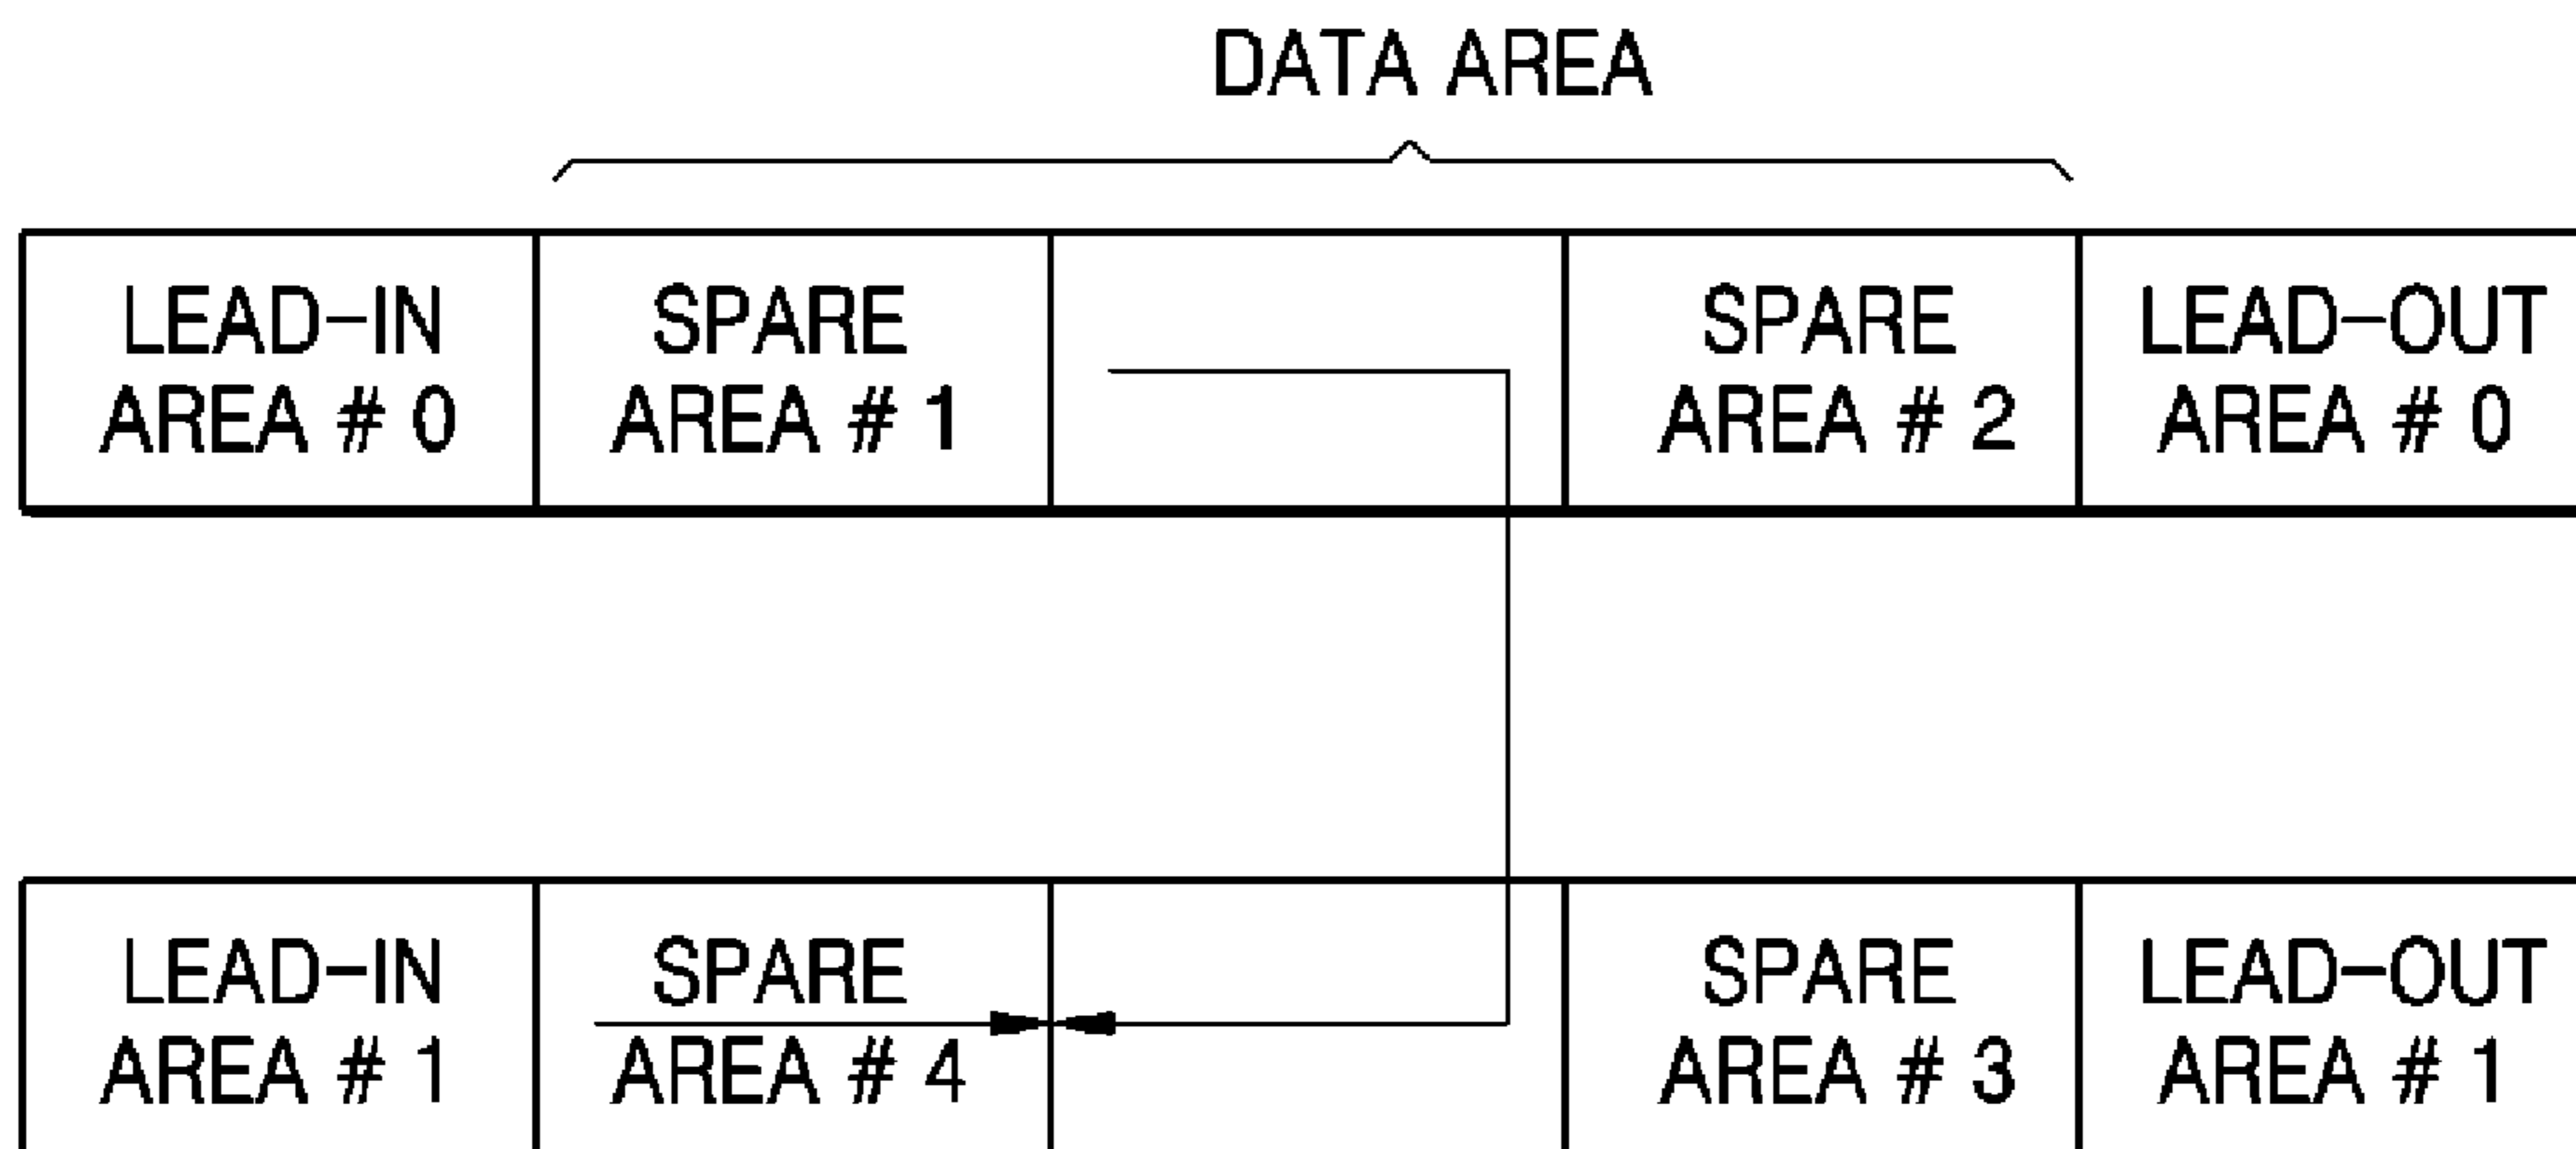 DATA AREA
LEAD-IN
AREA # 0
SPARE
AREA # 1
SPARE
AREA # 2
LEAD-OUT
AREA # 0
LEAD-IN
AREA # 1
SPARE
AREA # 4
SPARE
AREA # 3
LEAD-OUT
AREA # 1